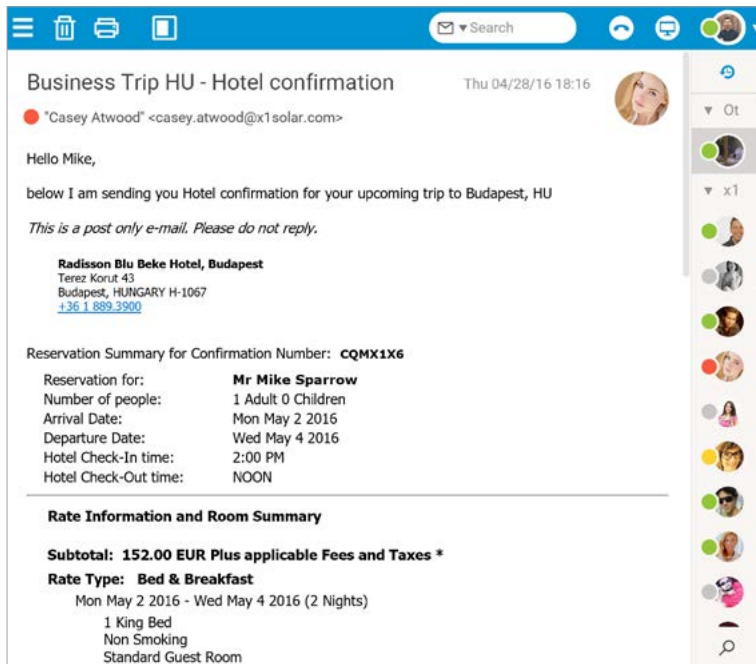 Search
Business Trip HU - Hotel confirmation
Thu 04/28/16 18:16
"Casey Atwood" <casey.atwood@x1solar.com>
Ot
x1
Hello Mike,
below I am sending you Hotel confirmation for your upcoming trip to Budapest, HU
This is a post only e-mail. Please do not reply.
Radisson Blu Beke Hotel, Budapest
Terez Korut 43
Budapest, HUNGARY H-1067
+36 1 889.3900
Reservation Summary for Confirmation Number: CQMX1X6
Reservation for: Mr Mike Sparrow
Number of people: 1 Adult 0 Children
Arrival Date: Mon May 2 2016
Departure Date: Wed May 4 2016
Hotel Check-In time: 2:00 PM
Hotel Check-Out time: NOON
Rate Information and Room Summary
Subtotal: 152.00 EUR Plus applicable Fees and Taxes *
Rate Type: Bed & Breakfast
Mon May 2 2016 - Wed May 4 2016 (2 Nights)
1 King Bed
Non Smoking
Standard Guest Room